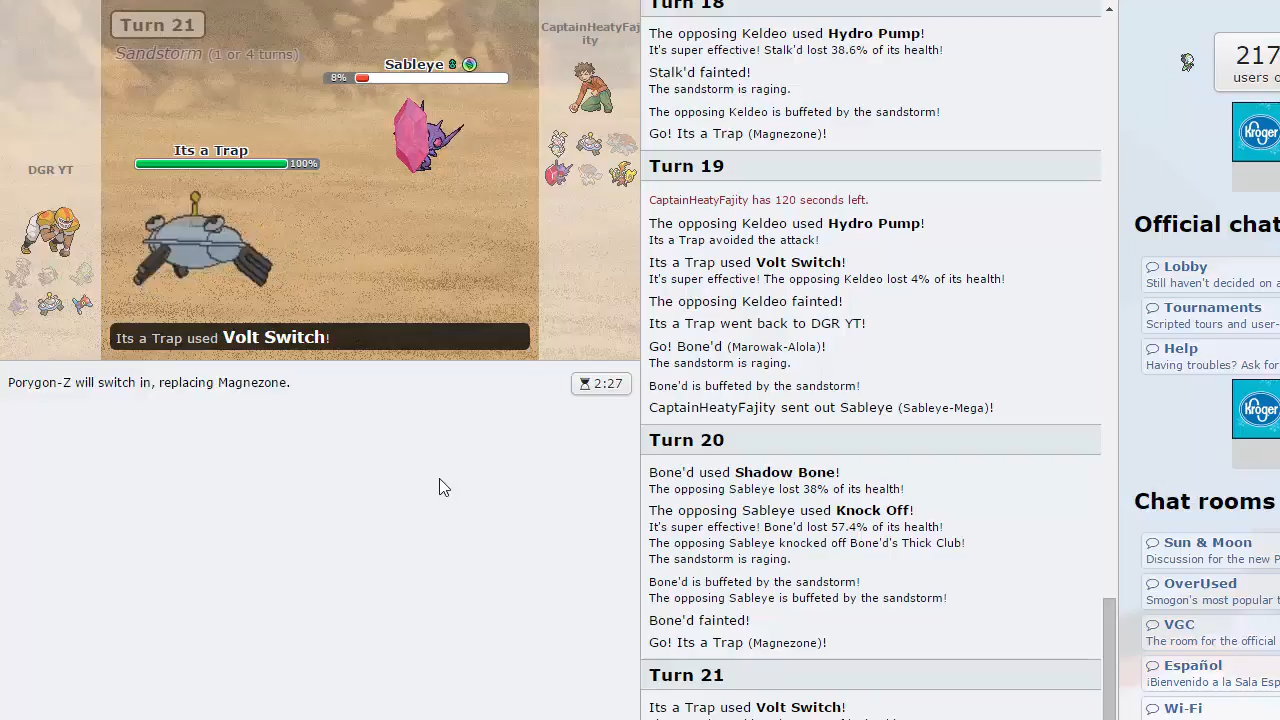 Turn 21
Sandstorm (1 or 4 turns)
Sableye
8%
Its a Trap
100%
DGR YT
CaptainHeatyFaj
ity
Its a Trap used Volt Switch!
Porygon-Z will switch in, replacing Magnezone.
2:27
Turn 18
The opposing Keldeo used Hydro Pump!
It's super effective! Stalk'd lost 38.6% of its health!
Stalk'd fainted!
The sandstorm is raging.
The opposing Keldeo is buffeted by the sandstorm!
Go! Its a Trap (Magnezone)!
Turn 19
CaptainHeatyFajity has 120 seconds left.
The opposing Keldeo used Hydro Pump!
Its a Trap avoided the attack!
Its a Trap used Volt Switch!
It's super effective! The opposing Keldeo lost 4% of its health!
The opposing Keldeo fainted!
Its a Trap went back to DGR YT!
Go! Bone'd (Marowak-Alola)!
The sandstorm is raging.
Bone'd is buffeted by the sandstorm!
CaptainHeatyFajity sent out Sableye (Sableye-Mega)!
Turn 20
Bone'd used Shadow Bone!
The opposing Sableye lost 38% of its health!
The opposing Sableye used Knock Off!
It's super effective! Bone'd lost 57.4% of its health!
The opposing Sableye knocked off Bone'd's Thick Club!
The sandstorm is raging.
Bone'd is buffeted by the sandstorm!
The opposing Sableye is buffeted by the sandstorm!
Bone'd fainted!
Go! Its a Trap (Magnezone)!
Turn 21
Its a Trap used Volt Switch!
217
users o
Kroger
Official chat
Lobby
Still haven't decided on a
Tournaments
Scripted tours and user-
Help
Having troubles? Ask for
Kroger
Chat rooms
Sun & Moon
Discussion for the new P
OverUsed
Smogon's most popular t
VGC
The room for the official
Español
¡Bienvenido a la Sala Esp
Wi-Fi